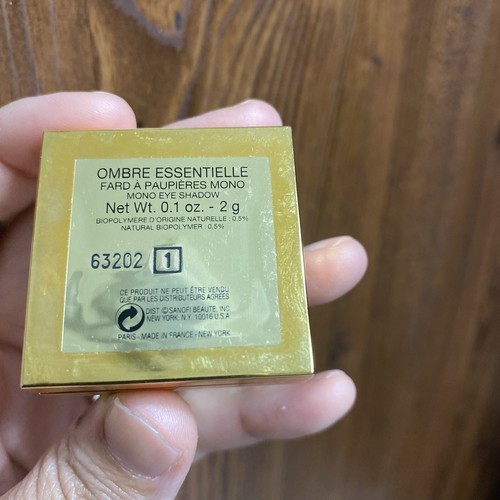 OMBRE ESSENTIELLE
FARD À PAUPIÈRES MONO
MONO EYE SHADOW
Net Wt. 0.1 oz. - 2 g
BIOPOLYMÈRE D'ORIGINE NATURELLE : 0,5%
NATURAL BIOPOLYMER : 0.5%
63202 1
CE PRODUIT NE PEUT ÊTRE VENDU
QUE PAR LES DISTRIBUTEURS AGRÉÉS
DIST ©SANOFI BEAUTE, INC
NEW YORK, N.Y. 10016 U.S.A
PARIS - MADE IN FRANCE - NEW YORK